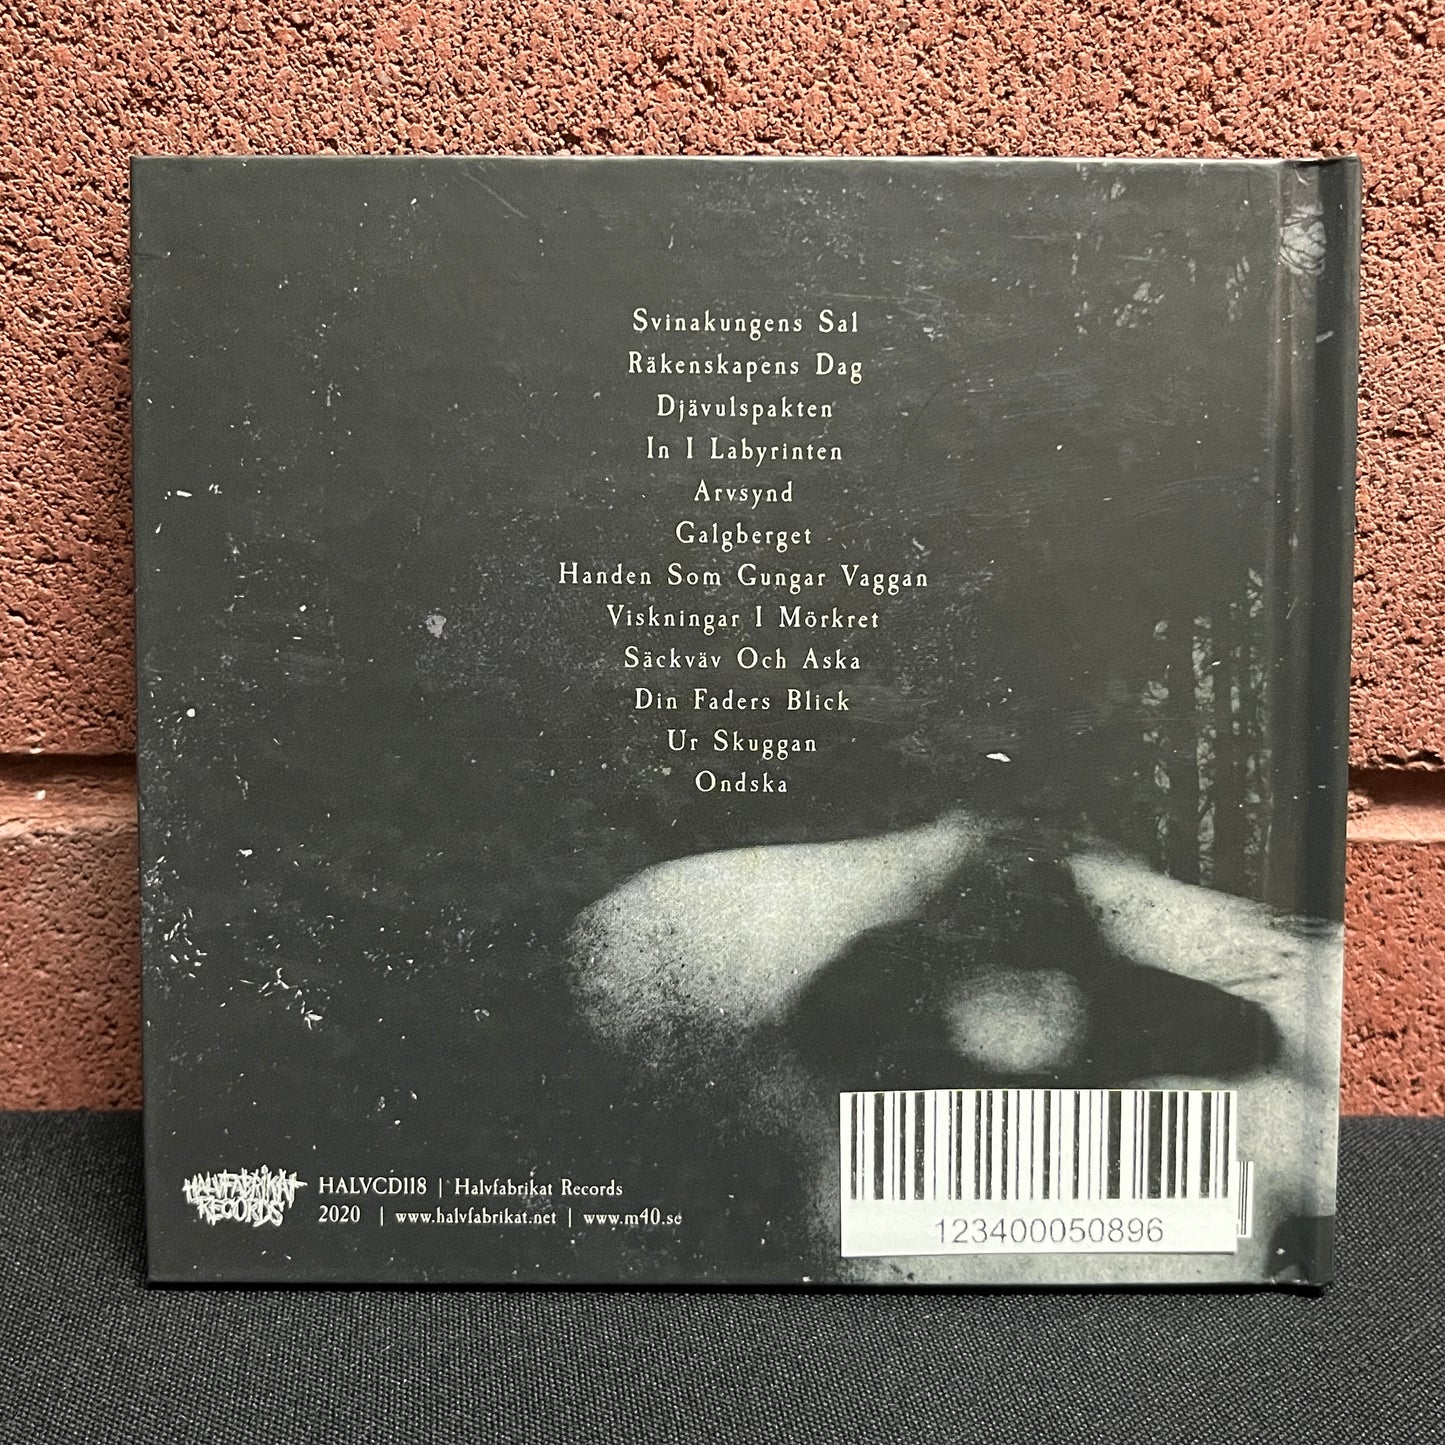 Svinakungens Sal
Räkenskapens Dag
Djävulspakten
In I Labyrinten
Arvsynd
Galgberget
Handen Som Gungar Vaggan
Viskningar I Mörkret
Säckväv Och Aska
Din Faders Blick
Ur Skuggan
Ondska
HALVFABRIKAT
RECORDS
HALVCD118 | Halvfabrikat Records
2020 | www.halvfabrikat.net | www.m40.se
123400050896